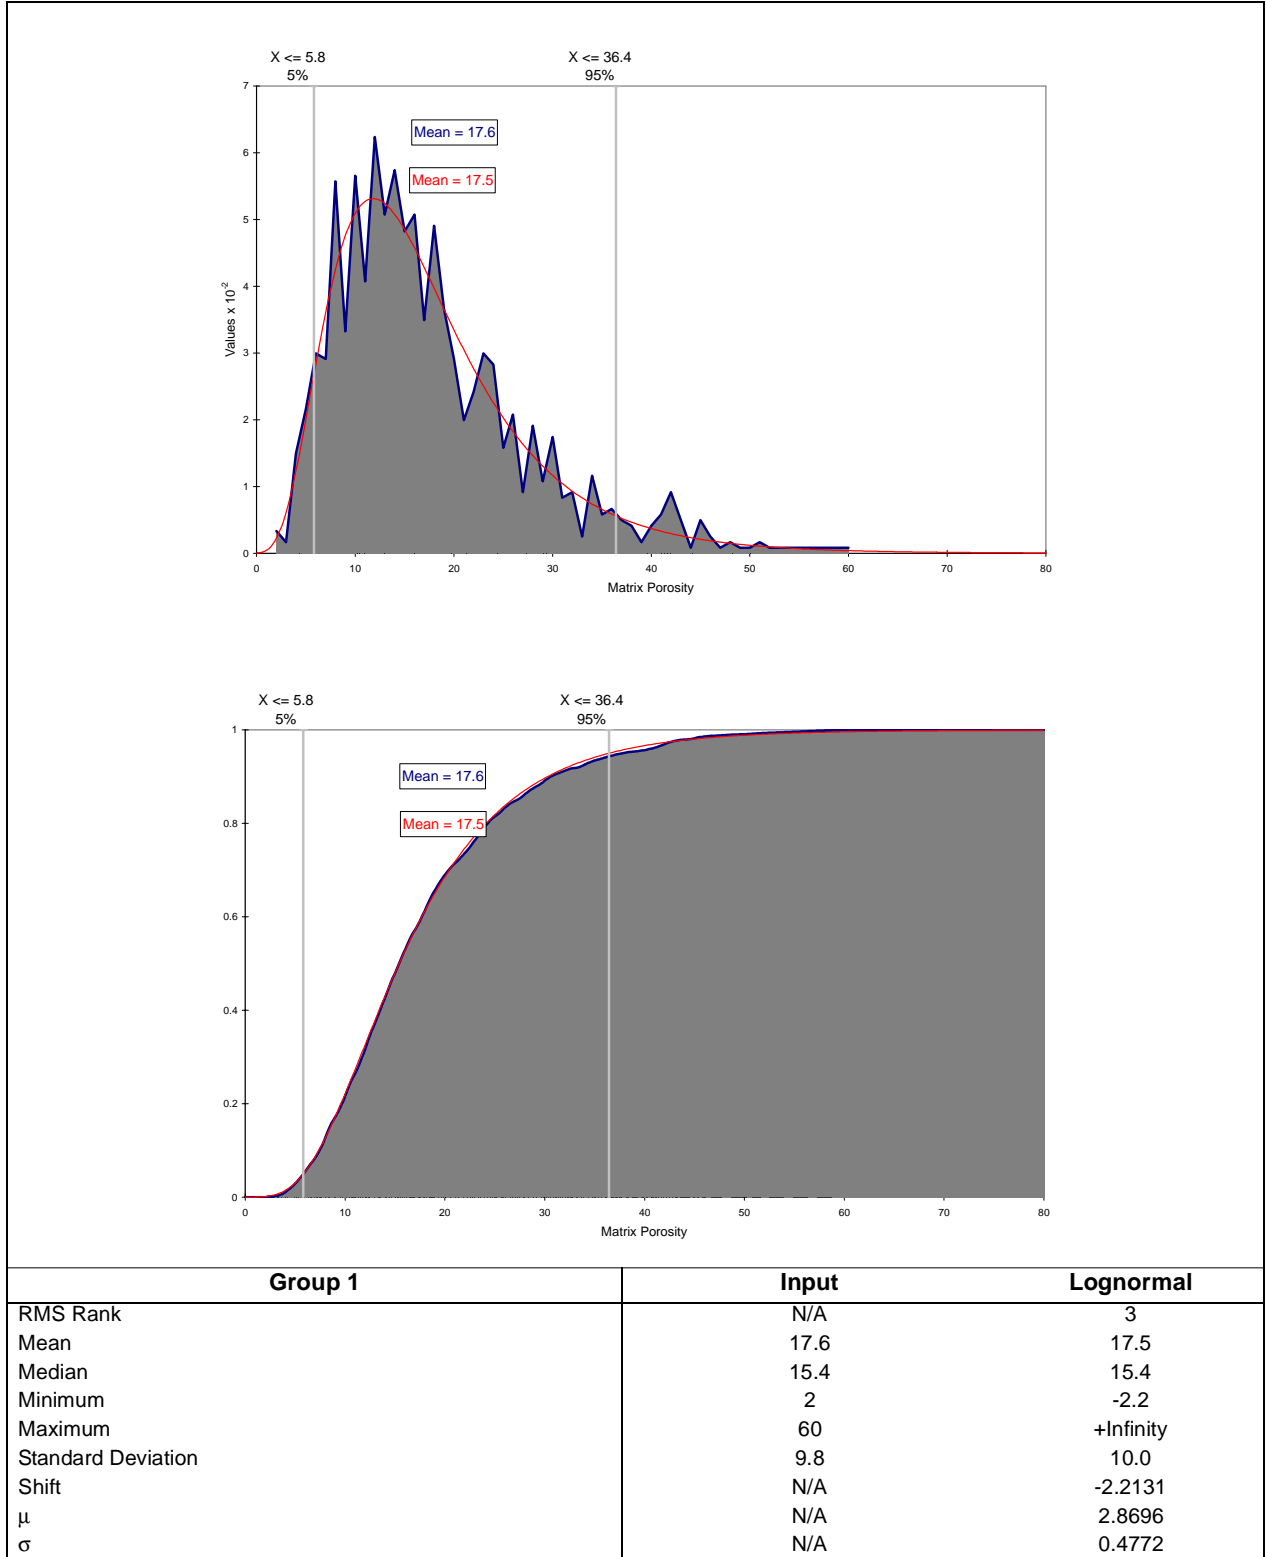 X <= 5.8 X <= 36.4
5% 95%
7
Mean = 17.6
6
Mean = 17.5
5
4
Values x 10-2
3
2
1
0
0 10 20 30 40 50 60 70 80
Matrix Porosity
X <= 5.8 X <= 36.4
5% 95%
1
Mean = 17.6
0.8
Mean = 17.5
0.6
0.4
0.2
0
0 10 20 30 40 50 60 70 80
Matrix Porosity
Group 1 Input Lognormal
RMS Rank N/A 3
Mean 17.6 17.5
Median 15.4 15.4
Minimum 2 -2.2
Maximum 60 +Infinity
Standard Deviation 9.8 10.0
Shift N/A -2.2131
μ N/A 2.8696
σ N/A 0.4772